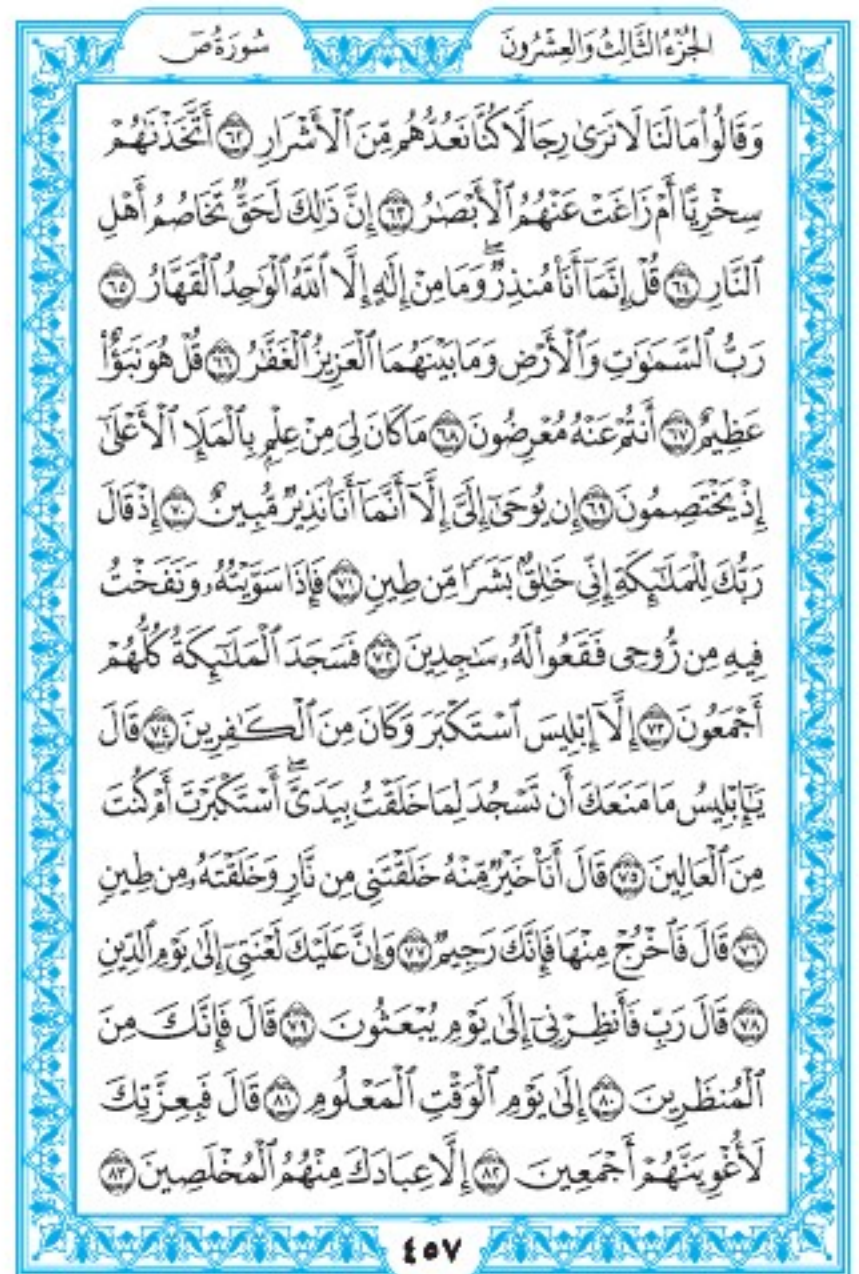 الجُزْءُ الثَّالِثُ وَالعِشْرُونَ
سُورَةُ صٓ
وَقَالُواْ مَا لَنَا لَا نَرَىٰ رِجَالٗا كُنَّا نَعُدُّهُم مِّنَ ٱلۡأَشۡرَارِ ٦٢ أَتَّخَذۡنَٰهُمۡ
سِخۡرِيًّا أَمۡ زَاغَتۡ عَنۡهُمُ ٱلۡأَبۡصَٰرُ ٦٣ إِنَّ ذَٰلِكَ لَحَقّٞ تَخَاصُمُ أَهۡلِ
ٱلنَّارِ ٦٤ قُلۡ إِنَّمَآ أَنَا۠ مُنذِرٞۖ وَمَا مِنۡ إِلَٰهٍ إِلَّا ٱللَّهُ ٱلۡوَٰحِدُ ٱلۡقَهَّارُ ٦٥
رَبُّ ٱلسَّمَٰوَٰتِ وَٱلۡأَرۡضِ وَمَا بَيۡنَهُمَا ٱلۡعَزِيزُ ٱلۡغَفَّٰرُ ٦٦ قُلۡ هُوَ نَبَؤٌاْ
عَظِيمٌ ٦٧ أَنتُمۡ عَنۡهُ مُعۡرِضُونَ ٦٨ مَا كَانَ لِيَ مِنۡ عِلۡمِۭ بِٱلۡمَلَإِ ٱلۡأَعۡلَىٰٓ
إِذۡ يَخۡتَصِمُونَ ٦٩ إِن يُوحَىٰٓ إِلَيَّ إِلَّآ أَنَّمَآ أَنَا۠ نَذِيرٞ مُّبِينٌ ٧٠ إِذۡ قَالَ
رَبُّكَ لِلۡمَلَٰٓئِكَةِ إِنِّي خَٰلِقُۢ بَشَرٗا مِّن طِينٖ ٧١ فَإِذَا سَوَّيۡتُهُۥ وَنَفَخۡتُ
فِيهِ مِن رُّوحِي فَقَعُواْ لَهُۥ سَٰجِدِينَ ٧٢ فَسَجَدَ ٱلۡمَلَٰٓئِكَةُ كُلُّهُمۡ
أَجۡمَعُونَ ٧٣ إِلَّآ إِبۡلِيسَ ٱسۡتَكۡبَرَ وَكَانَ مِنَ ٱلۡكَٰفِرِينَ ٧٤ قَالَ
يَٰٓإِبۡلِيسُ مَا مَنَعَكَ أَن تَسۡجُدَ لِمَا خَلَقۡتُ بِيَدَيَّۖ أَسۡتَكۡبَرۡتَ أَمۡ كُنتَ
مِنَ ٱلۡعَالِينَ ٧٥ قَالَ أَنَا۠ خَيۡرٞ مِّنۡهُ خَلَقۡتَنِي مِن نَّارٖ وَخَلَقۡتَهُۥ مِن طِينٖ
٧٦ قَالَ فَٱخۡرُجۡ مِنۡهَا فَإِنَّكَ رَجِيمٞ ٧٧ وَإِنَّ عَلَيۡكَ لَعۡنَتِيٓ إِلَىٰ يَوۡمِ ٱلدِّينِ
٧٨ قَالَ رَبِّ فَأَنظِرۡنِيٓ إِلَىٰ يَوۡمِ يُبۡعَثُونَ ٧٩ قَالَ فَإِنَّكَ مِنَ
ٱلۡمُنظَرِينَ ٨٠ إِلَىٰ يَوۡمِ ٱلۡوَقۡتِ ٱلۡمَعۡلُومِ ٨١ قَالَ فَبِعِزَّتِكَ
لَأُغۡوِيَنَّهُمۡ أَجۡمَعِينَ ٨٢ إِلَّا عِبَادَكَ مِنۡهُمُ ٱلۡمُخۡلَصِينَ ٨٣
٤٥٧